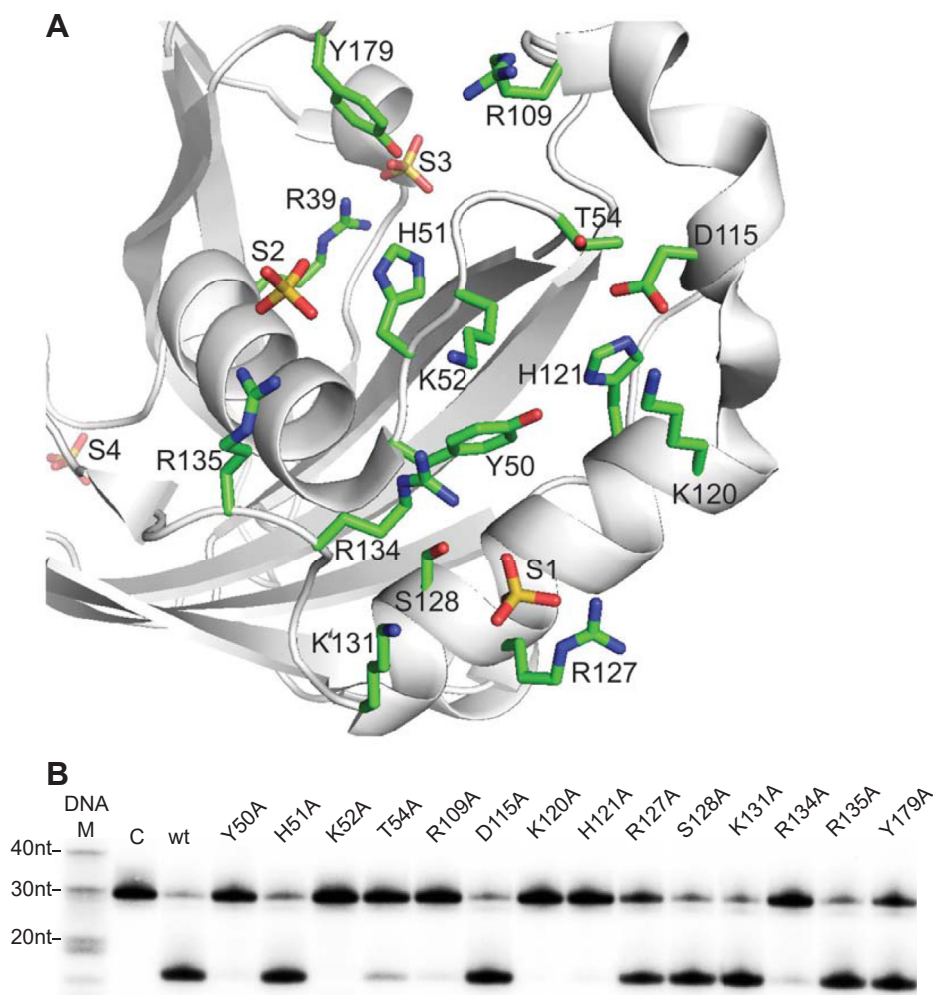 A
Y179
R109
S3
R39
T54
H51
D115
S2
K52
H121
S4
R135
Y50
K120
R134
S1
S128
K131
R127
B
DNA
M
C
wt
Y50A
H51A
K52A
T54A
R109A
D115A
K120A
H121A
R127A
S128A
K131A
R134A
R135A
Y179A
40nt
30nt
20nt